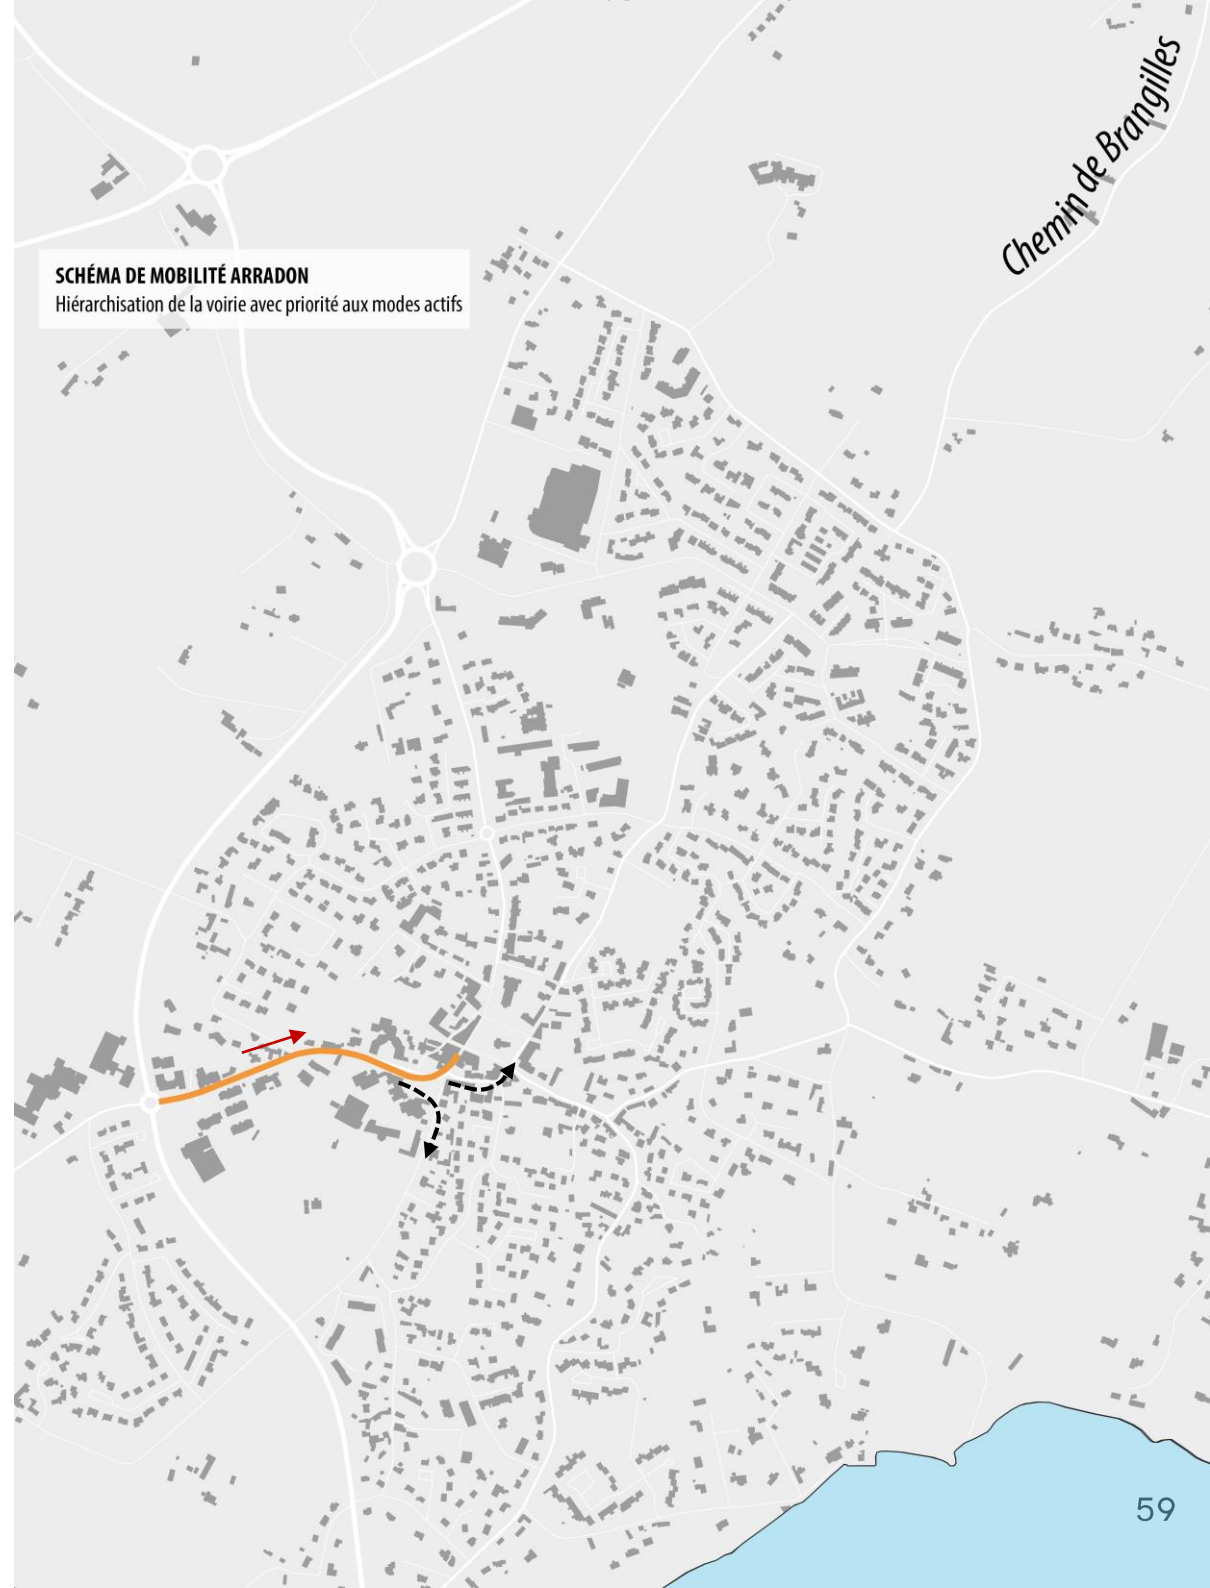 Chemin de Brangilles
SCHÉMA DE MOBILITÉ ARRADON
Hiérarchisation de la voirie avec priorité aux modes actifs
59